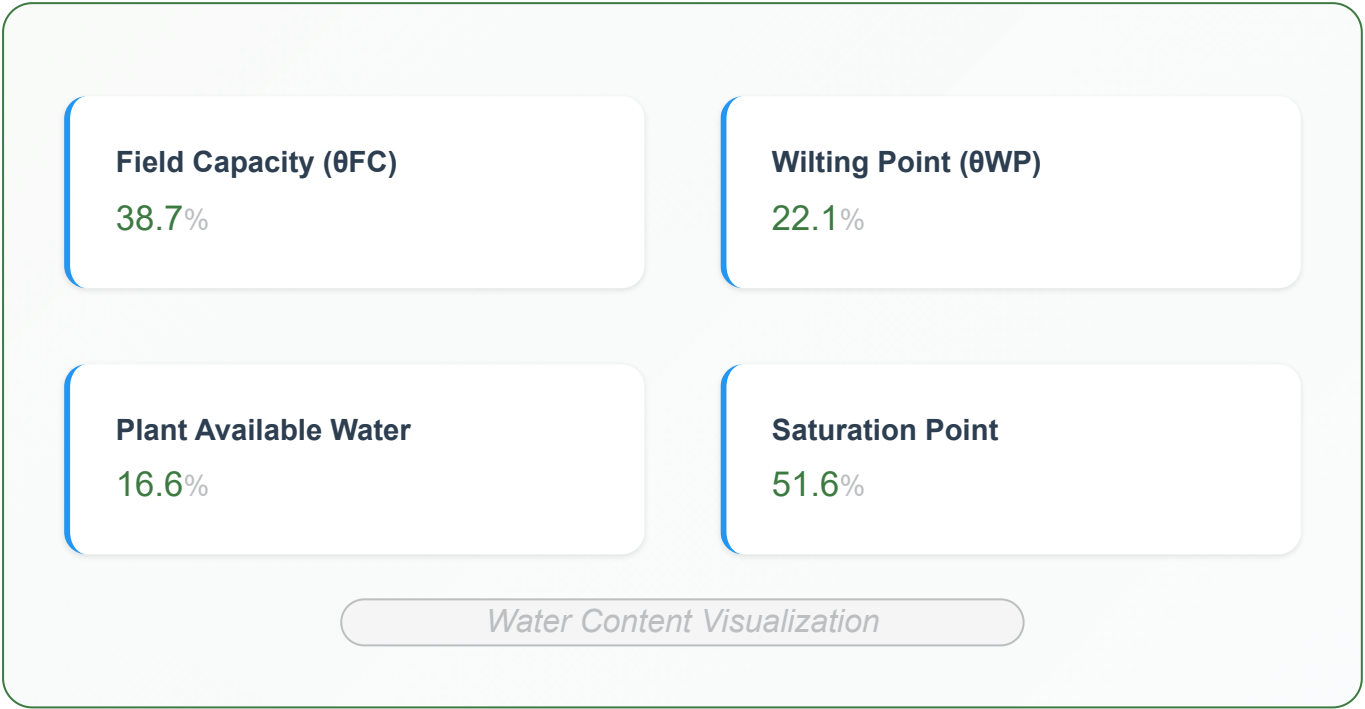 Field Capacity (θFC)
38.7%
Wilting Point (θWP)
22.1%
Plant Available Water
16.6%
Saturation Point
51.6%
Water Content Visualization